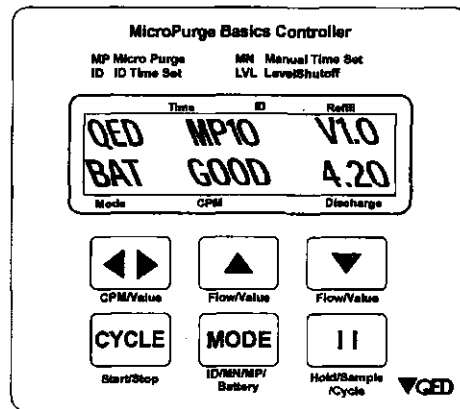 MicroPurge Basics Controller
MP Micro Purge MN Manual Time Set
ID ID Time Set LVL LevelShutoff
Time ID Refill
QED MP10 V1.0
BAT GOOD 4.20
Mode CPM Discharge
CPM/Value Flow/Value Flow/Value
CYCLE MODE
Start/Stop ID/MN/MP/ Hold/Sample
Battery /Cycle
QED